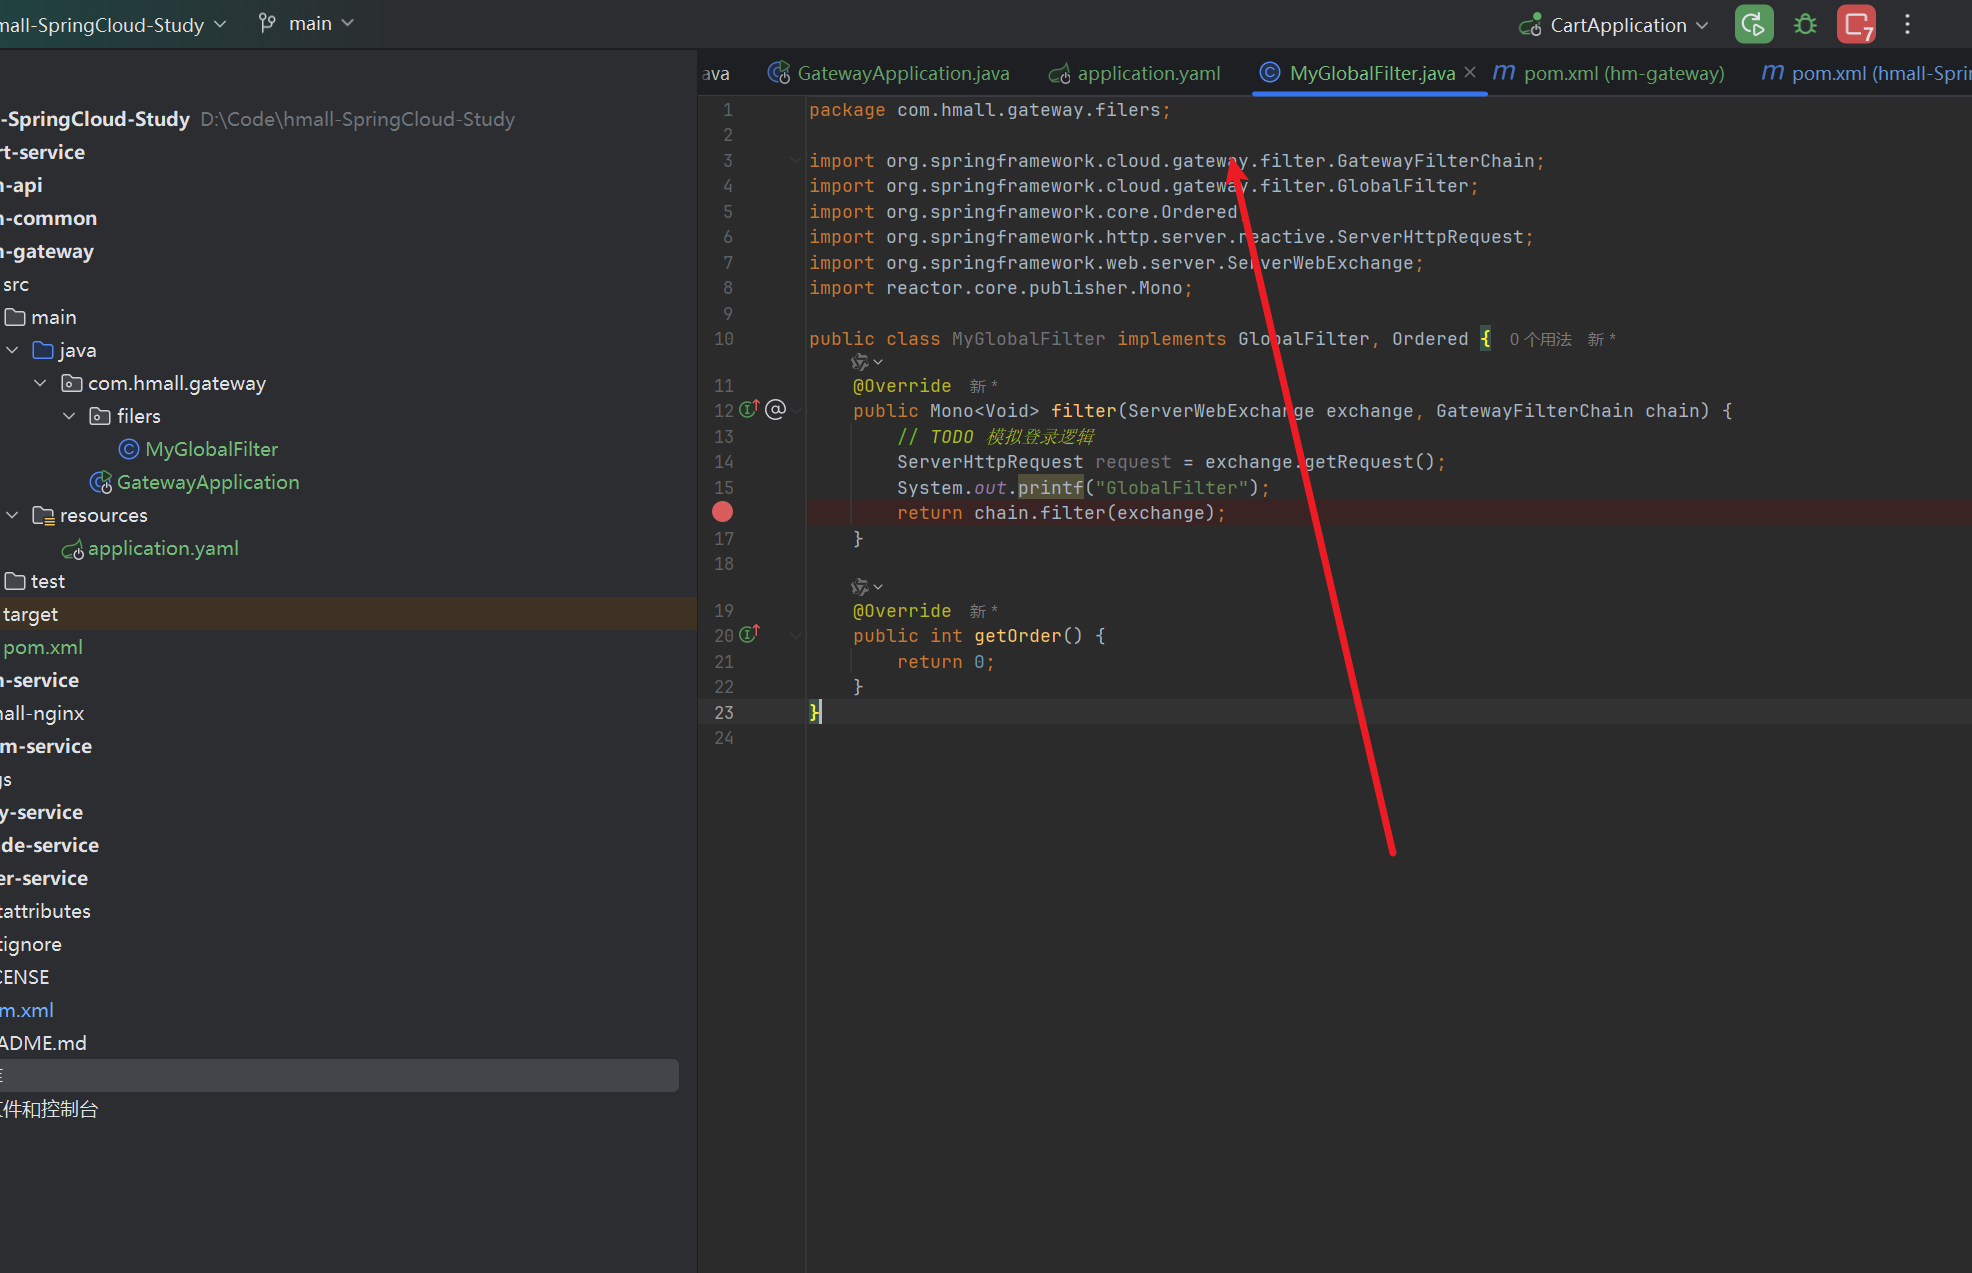 mall-SpringCloud-Study
main
CartApplication
7
ava
GatewayApplication.java
application.yaml
MyGlobalFilter.java
pom.xml (hm-gateway)
pom.xml (hmall-Sprin
-SpringCloud-Study D:\Code\hmall-SpringCloud-Study
rt-service
-api
-common
-gateway
src
main
java
com.hmall.gateway
filers
MyGlobalFilter
GatewayApplication
resources
application.yaml
test
target
pom.xml
-service
all-nginx
m-service
gs
y-service
de-service
er-service
tattributes
tignore
CENSE
m.xml
ADME.md
件和控制台
1 package com.hmall.gateway.filers;
2
3 import org.springframework.cloud.gateway.filter.GatewayFilterChain;
4 import org.springframework.cloud.gateway.filter.GlobalFilter;
5 import org.springframework.core.Ordered
6 import org.springframework.http.server.reactive.ServerHttpRequest;
7 import org.springframework.web.server.ServerWebExchange;
8 import reactor.core.publisher.Mono;
9
10 public class MyGlobalFilter implements GlobalFilter, Ordered { 0 个用法 新 *
11 @Override 新 *
12 public Mono<Void> filter(ServerWebExchange exchange, GatewayFilterChain chain) {
13 // TODO 模拟登录逻辑
14 ServerHttpRequest request = exchange.getRequest();
15 System.out.printf("GlobalFilter");
return chain.filter(exchange);
17 }
18
19 @Override 新 *
20 public int getOrder() {
21 return 0;
22 }
23 }
24